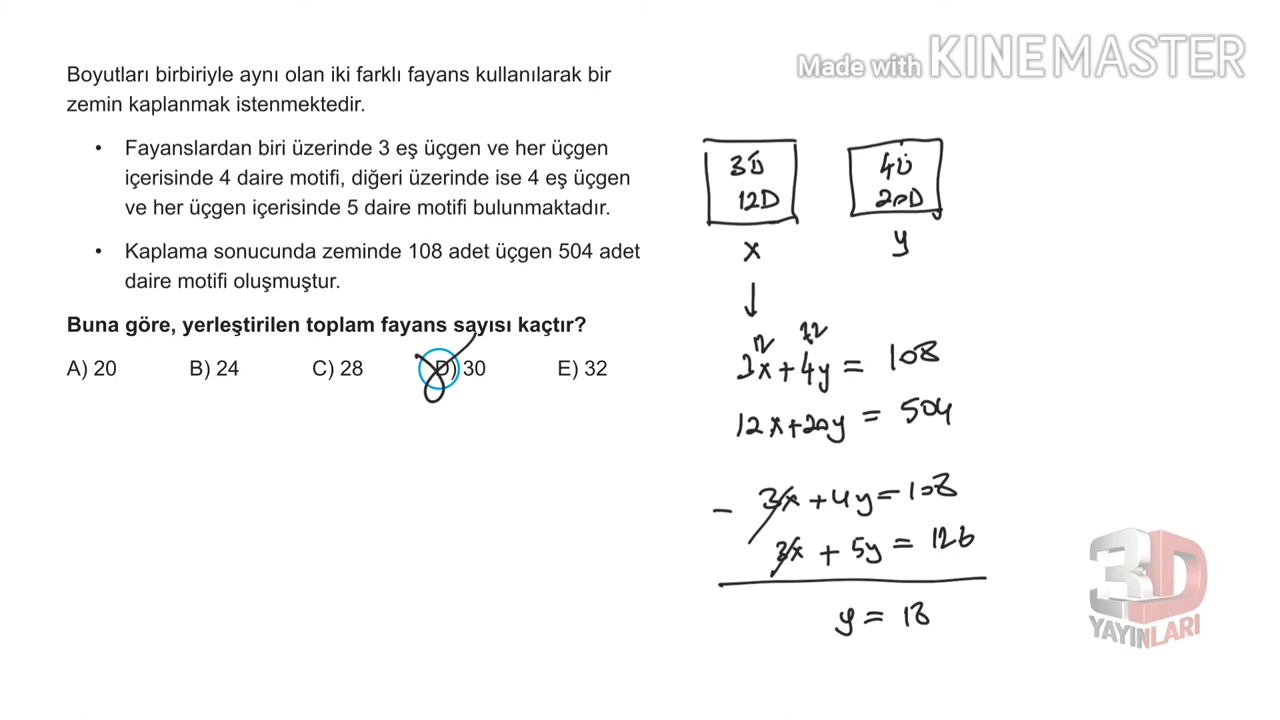 Made with KINEMASTER
Boyutları birbiriyle aynı olan iki farklı fayans kullanılarak bir
zemin kaplanmak istenmektedir.
• Fayanslardan biri üzerinde 3 eş üçgen ve her üçgen
içerisinde 4 daire motifi, diğeri üzerinde ise 4 eş üçgen
ve her üçgen içerisinde 5 daire motifi bulunmaktadır.
• Kaplama sonucunda zeminde 108 adet üçgen 504 adet
daire motifi oluşmuştur.
Buna göre, yerleştirilen toplam fayans sayısı kaçtır?
A) 20 B) 24 C) 28 D) 30 E) 32
3Ü 4Ü
12D 20D
x y
12 72
3x+4y = 108
12x+20y = 504
- 3x + 4y = 108
3x + 5y = 126
y = 18
3D
YAYINLARI